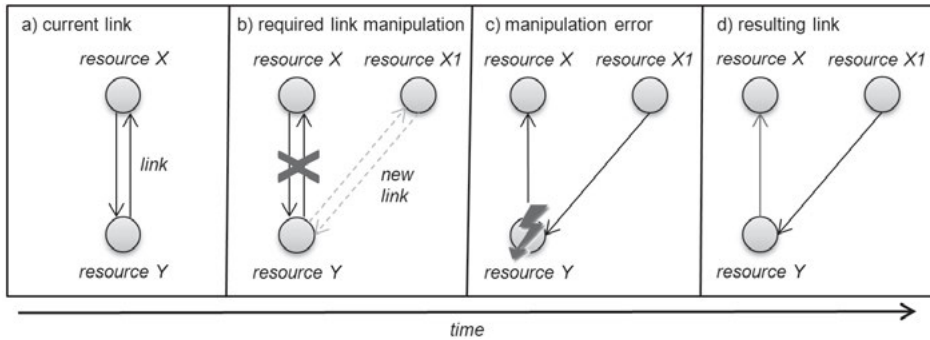 a) current link
resource X
link
resource Y
b) required link manipulation
resource X resource X1
new
link
resource Y
c) manipulation error
resource X resource X1
resource Y
d) resulting link
resource X resource X1
resource Y
time